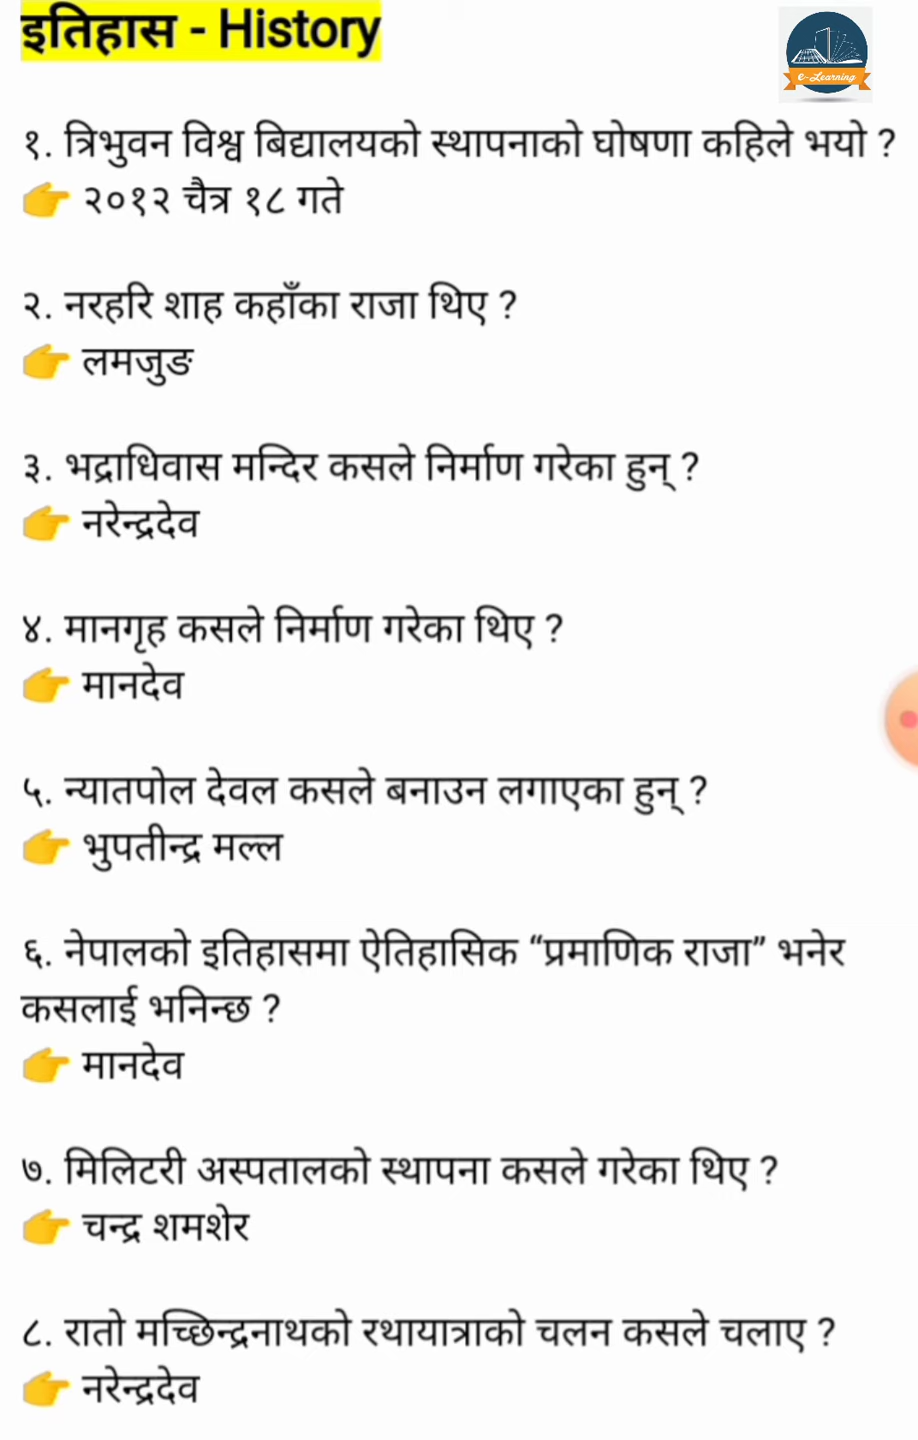 इतिहास - History
e-Learning
१. त्रिभुवन विश्व बिद्यालयको स्थापनाको घोषणा कहिले भयो ?
👉 २०१२ चैत्र १८ गते
२. नरहरि शाह कहाँका राजा थिए ?
👉 लमजुङ
३. भद्राधिवास मन्दिर कसले निर्माण गरेका हुन् ?
👉 नरेन्द्रदेव
४. मानगृह कसले निर्माण गरेका थिए ?
👉 मानदेव
५. न्यातपोल देवल कसले बनाउन लगाएका हुन् ?
👉 भुपतीन्द्र मल्ल
६. नेपालको इतिहासमा ऐतिहासिक “प्रमाणिक राजा” भनेर
कसलाई भनिन्छ ?
👉 मानदेव
७. मिलिटरी अस्पतालको स्थापना कसले गरेका थिए ?
👉 चन्द्र शमशेर
८. रातो मच्छिन्द्रनाथको रथायात्राको चलन कसले चलाए ?
👉 नरेन्द्रदेव